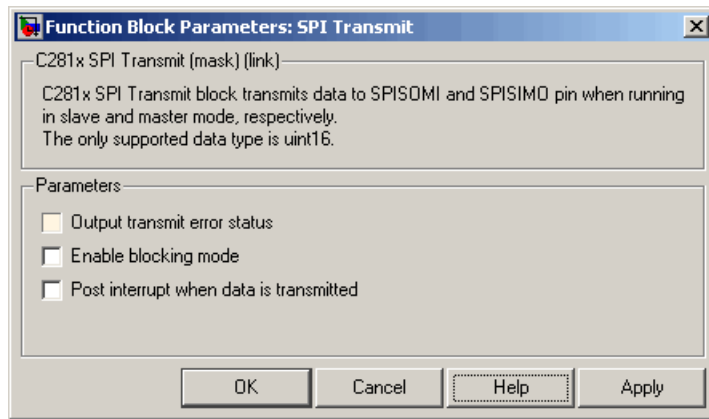 Function Block Parameters: SPI Transmit
C281x SPI Transmit (mask) (link)
C281x SPI Transmit block transmits data to SPISOMI and SPISIMO pin when running
in slave and master mode, respectively.
The only supported data type is uint16.
Parameters
Output transmit error status
Enable blocking mode
Post interrupt when data is transmitted
OK Cancel Help Apply